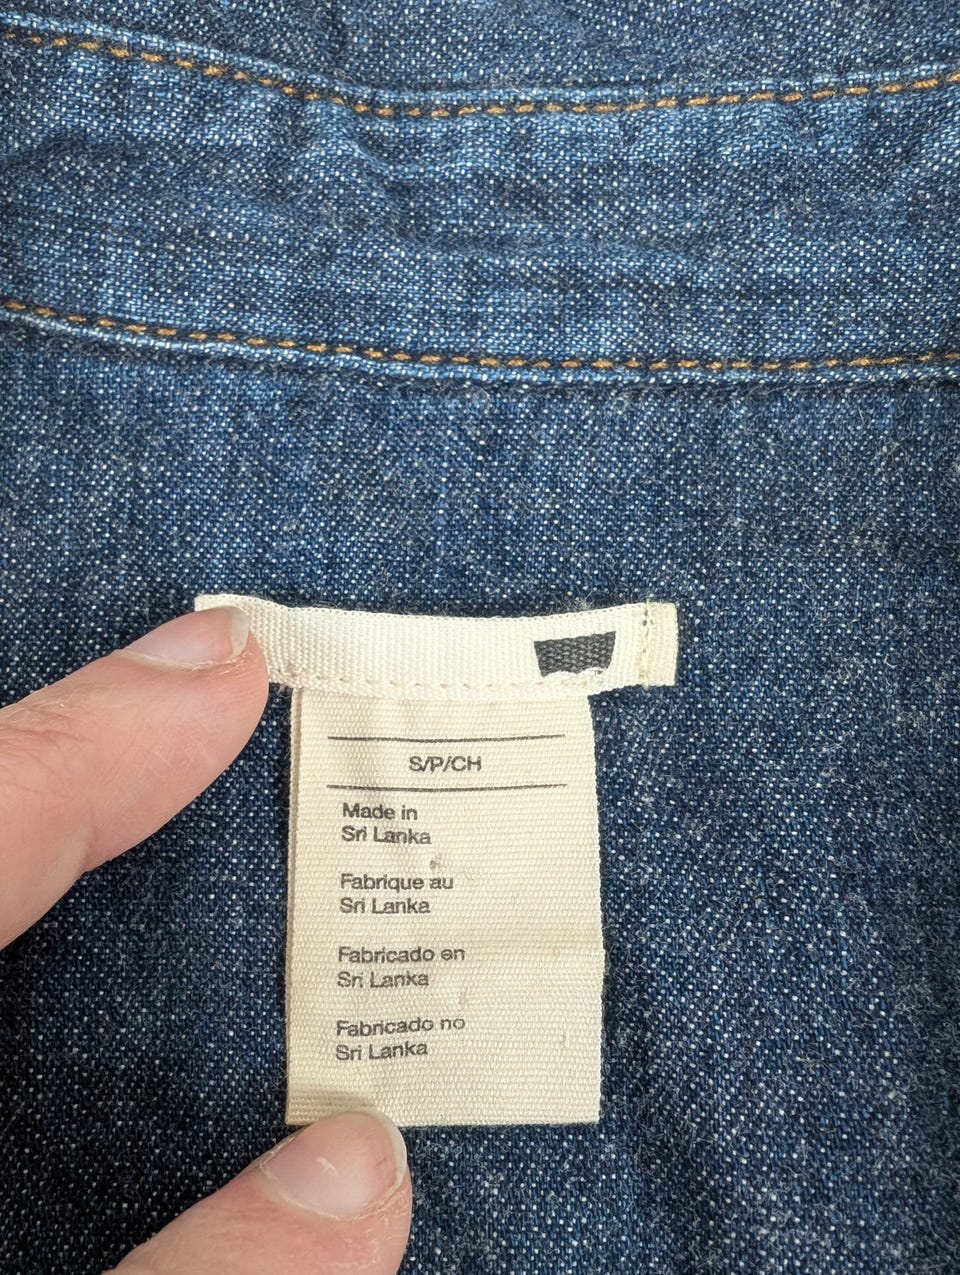 S/P/CH
Made in
Sri Lanka
Fabrique au
Sri Lanka
Fabricado en
Sri Lanka
Fabricado no
Sri Lanka